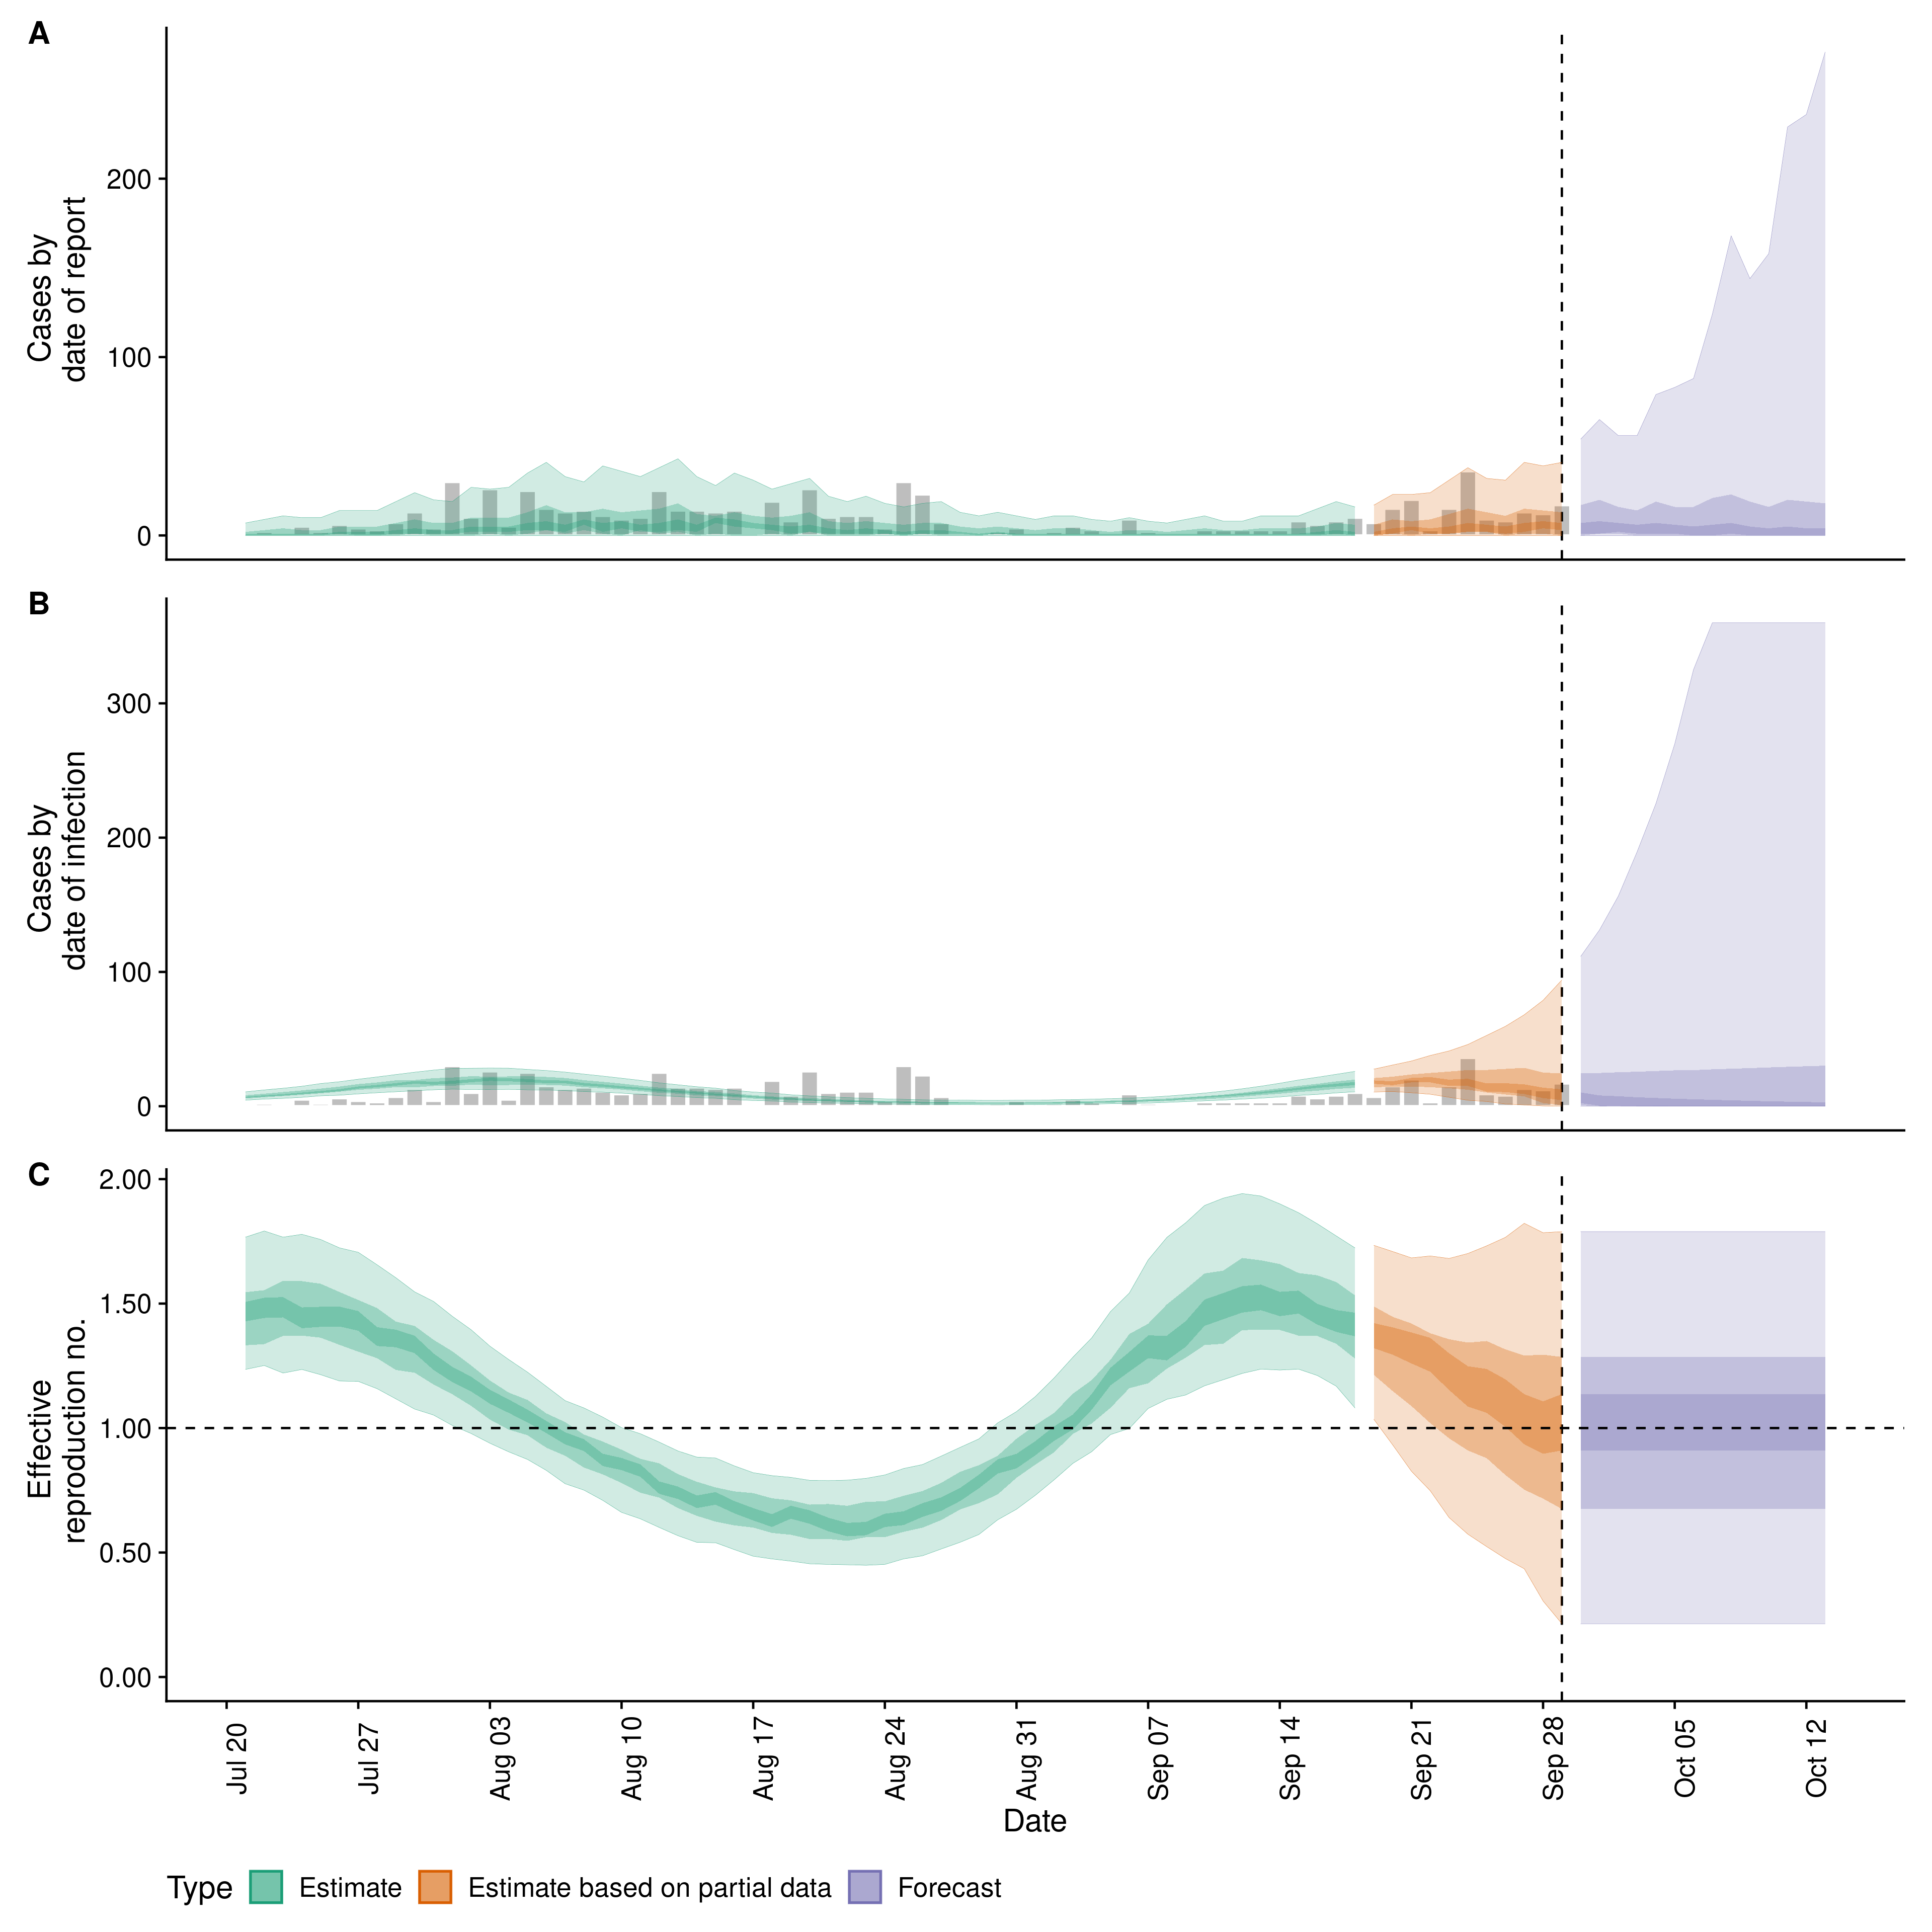 A
Cases by
date of report
200
100
0
B
Cases by
date of infection
300
200
100
0
C
Effective
reproduction no.
2.00
1.50
1.00
0.50
0.00
Jul 20
Jul 27
Aug 03
Aug 10
Aug 17
Aug 24
Aug 31
Sep 07
Sep 14
Sep 21
Sep 28
Oct 05
Oct 12
Date
Type Estimate Estimate based on partial data Forecast